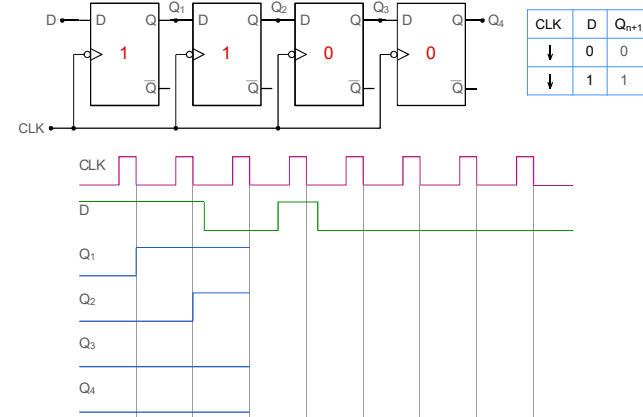 Q1 Q2 Q3
D D Q D Q D Q D Q Q4
1 1 0 0
Q Q Q Q
CLK
CLK D Qn+1
↓ 0 0
↓ 1 1
CLK
D
Q1
Q2
Q3
Q4